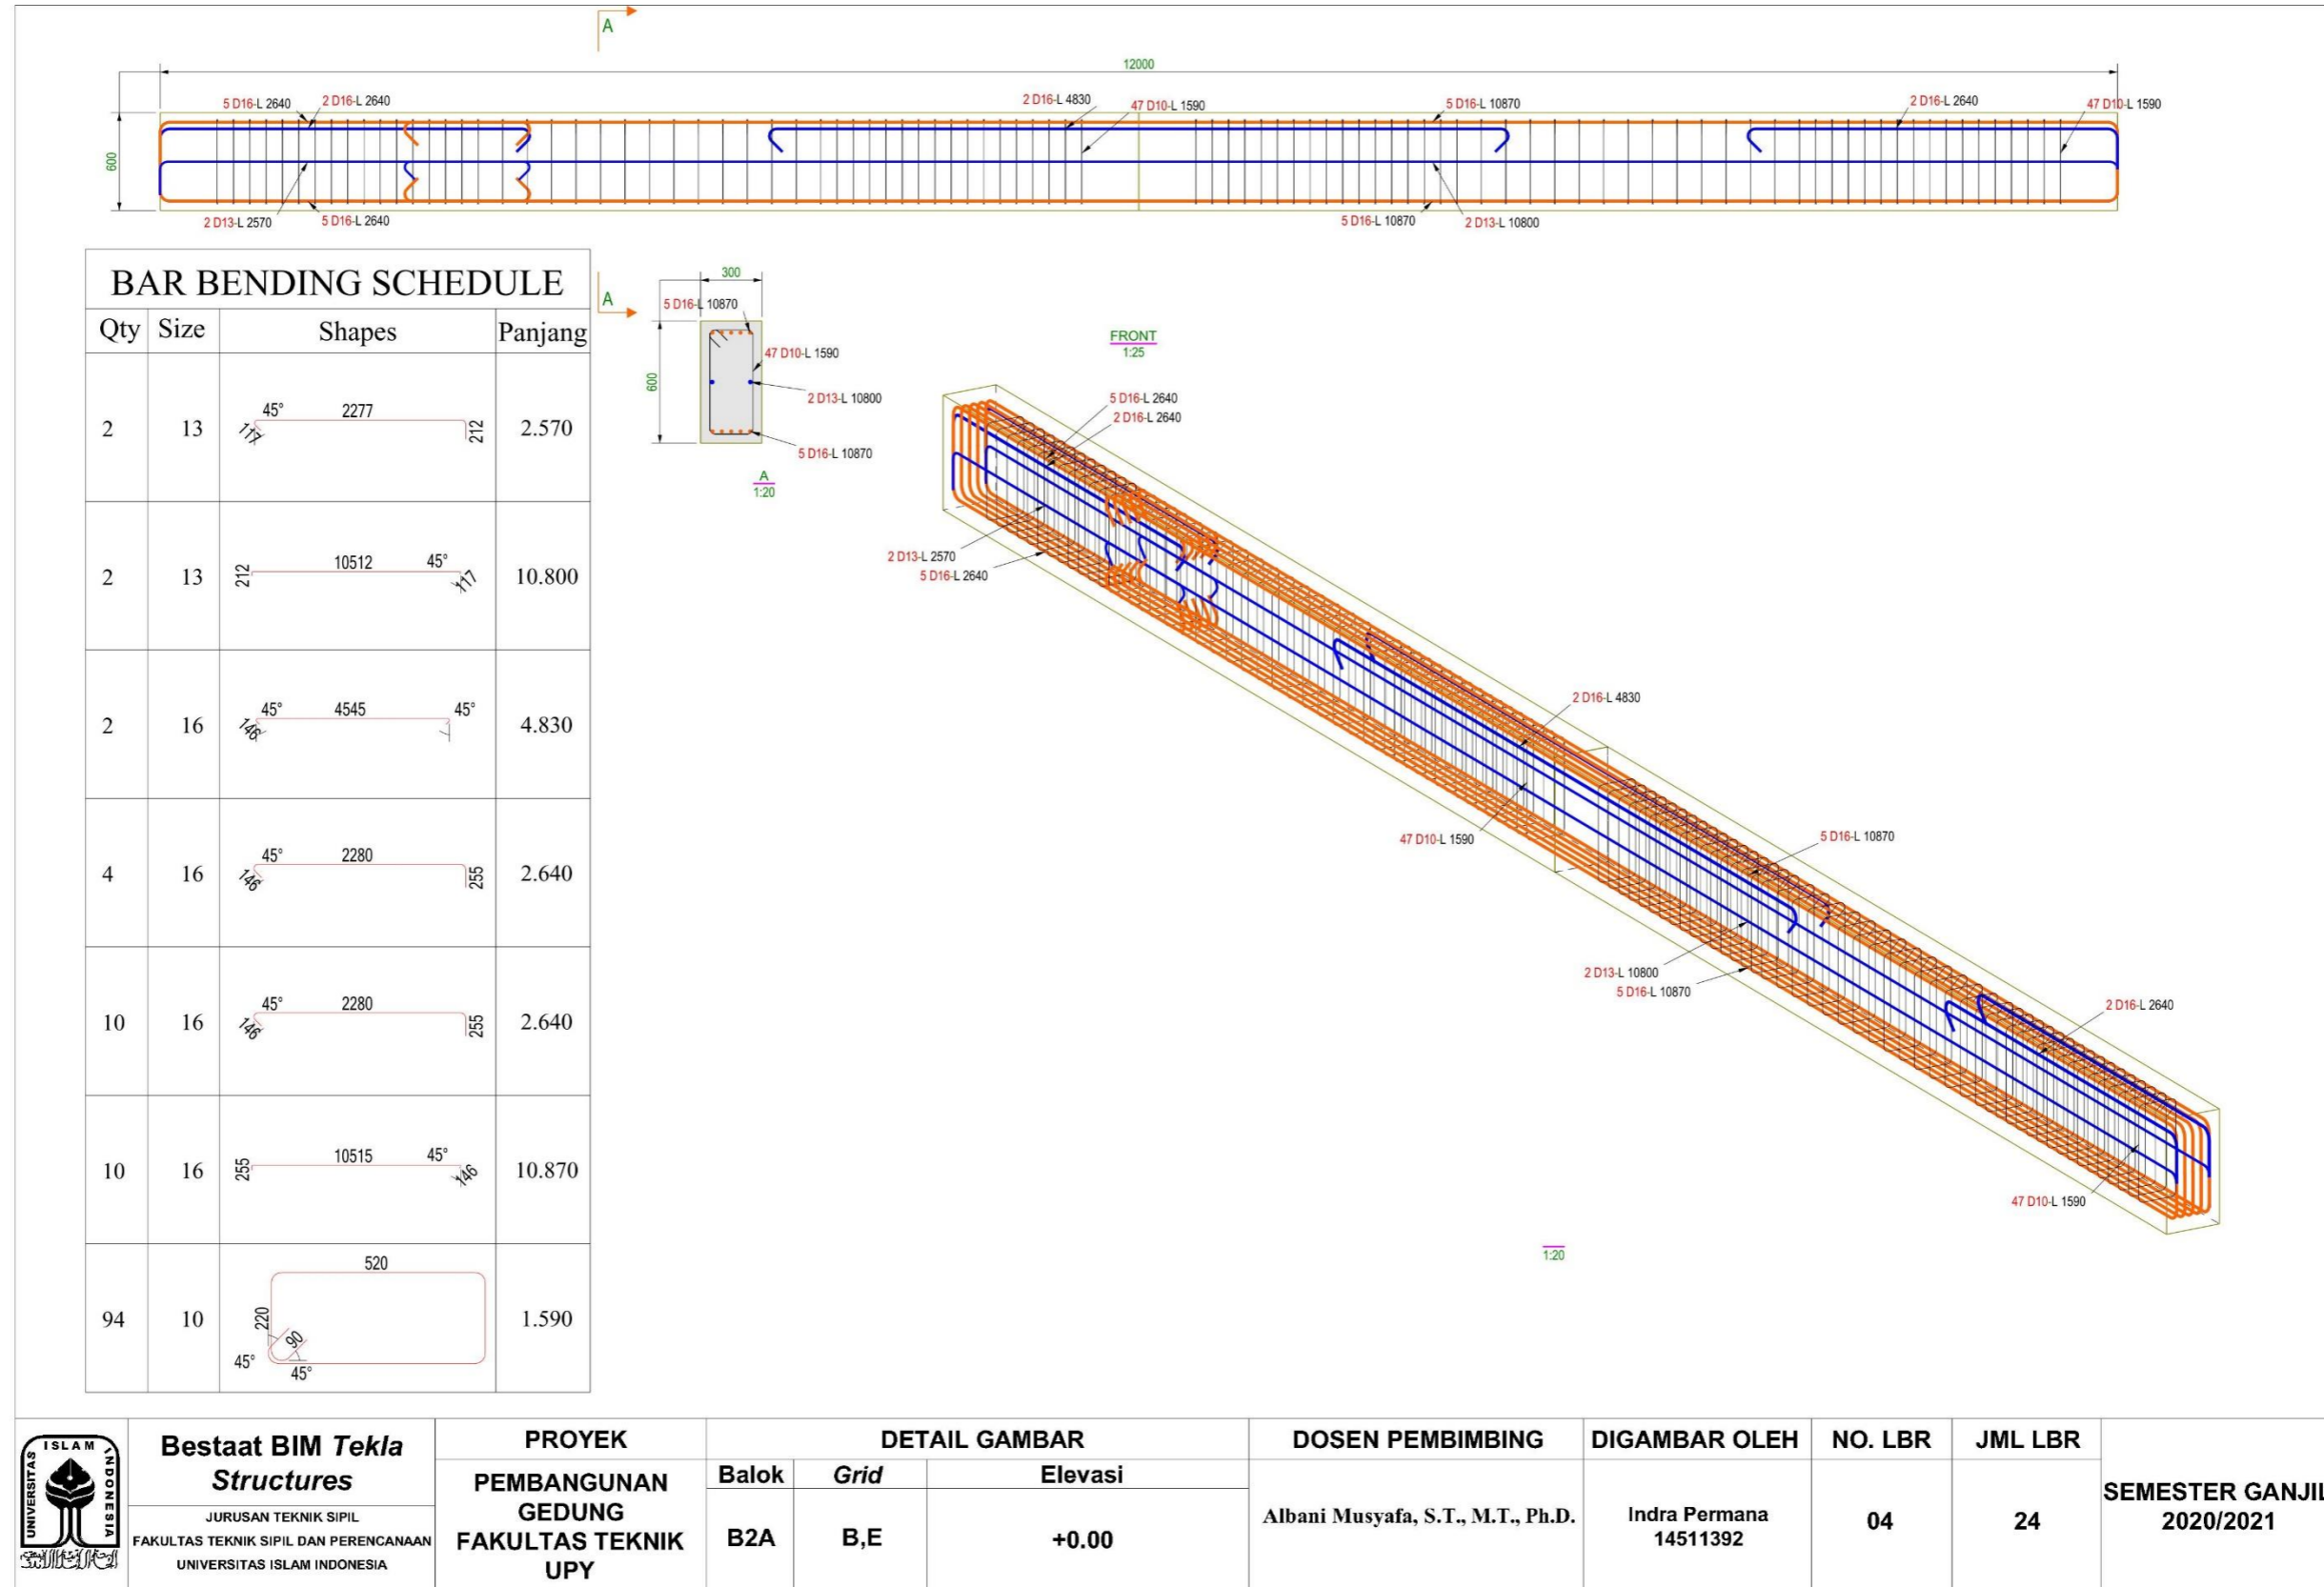 A
12000
5 D16-L 2640
2 D16-L 2640
2 D16-L 4830
47 D10-L 1590
5 D16-L 10870
2 D16-L 2640
47 D10-L 1590
600
2 D13-L 2570
5 D16-L 2640
5 D16-L 10870
2 D13-L 10800
BAR BENDING SCHEDULE
Qty Size Shapes Panjang
2 13 45° 2277 117 212 2.570
2 13 212 10512 45° 117 10.800
2 16 45° 4545 45° 146 4.830
4 16 45° 2280 146 255 2.640
10 16 45° 2280 146 255 2.640
10 16 255 10515 45° 146 10.870
94 10 520 220 90 45° 45° 1.590
A
300
5 D16-L 10870
47 D10-L 1590
600
2 D13-L 10800
5 D16-L 10870
A
1:20
FRONT
1:25
5 D16-L 2640
2 D16-L 2640
2 D13-L 2570
5 D16-L 2640
2 D16-L 4830
47 D10-L 1590
5 D16-L 10870
2 D13-L 10800
5 D16-L 10870
2 D16-L 2640
47 D10-L 1590
1:20
UNIVERSITAS ISLAM INDONESIA
Bestaat BIM Tekla
Structures
JURUSAN TEKNIK SIPIL
FAKULTAS TEKNIK SIPIL DAN PERENCANAAN
UNIVERSITAS ISLAM INDONESIA
PROYEK
PEMBANGUNAN
GEDUNG
FAKULTAS TEKNIK
UPY
DETAIL GAMBAR
Balok Grid Elevasi
B2A B,E +0.00
DOSEN PEMBIMBING
Albani Musyafa, S.T., M.T., Ph.D.
DIGAMBAR OLEH
Indra Permana
14511392
NO. LBR
04
JML LBR
24
SEMESTER GANJIL
2020/2021